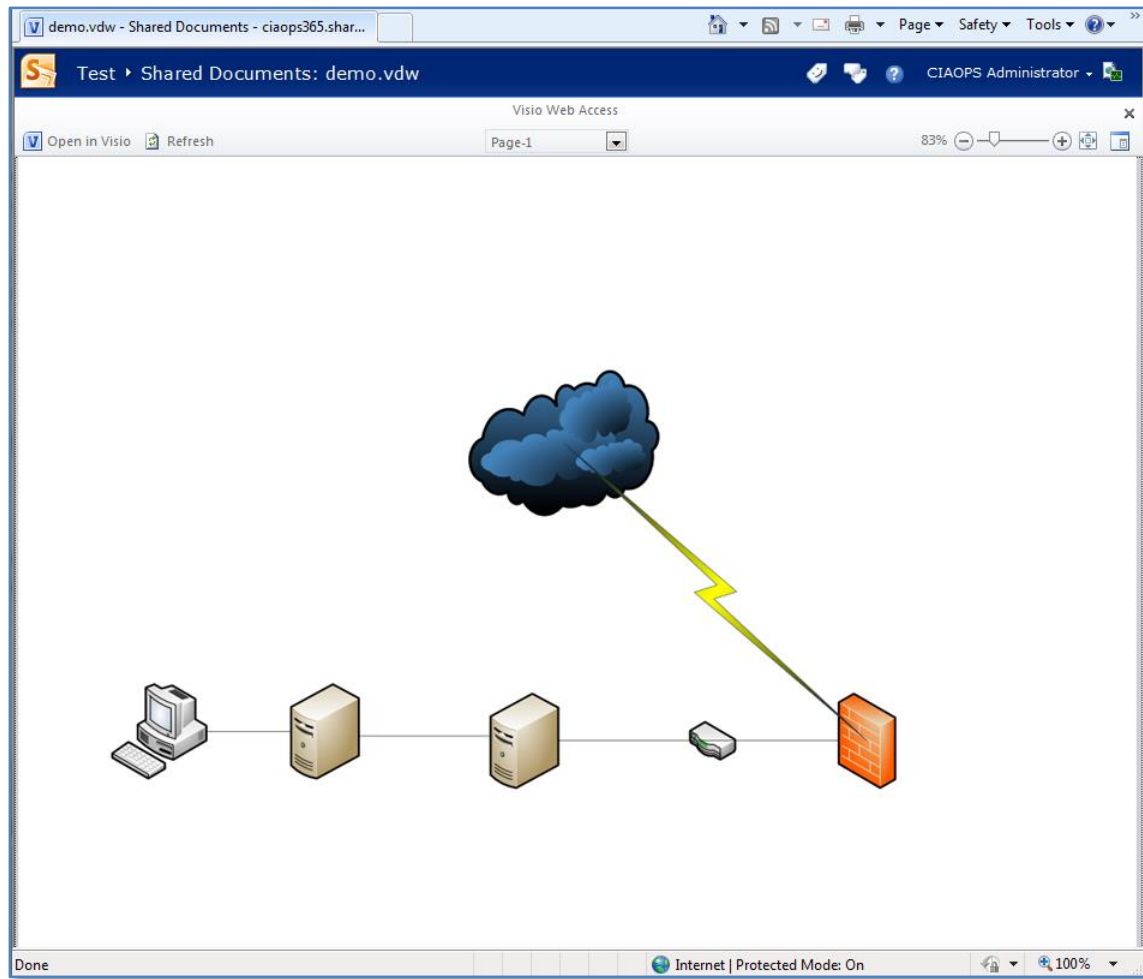 demo.vdw - Shared Documents - ciaops365.shar...
Page Safety Tools
Test Shared Documents: demo.vdw
CIAOPS Administrator
Visio Web Access
Open in Visio Refresh
Page-1
83%
Done
Internet | Protected Mode: On
100%